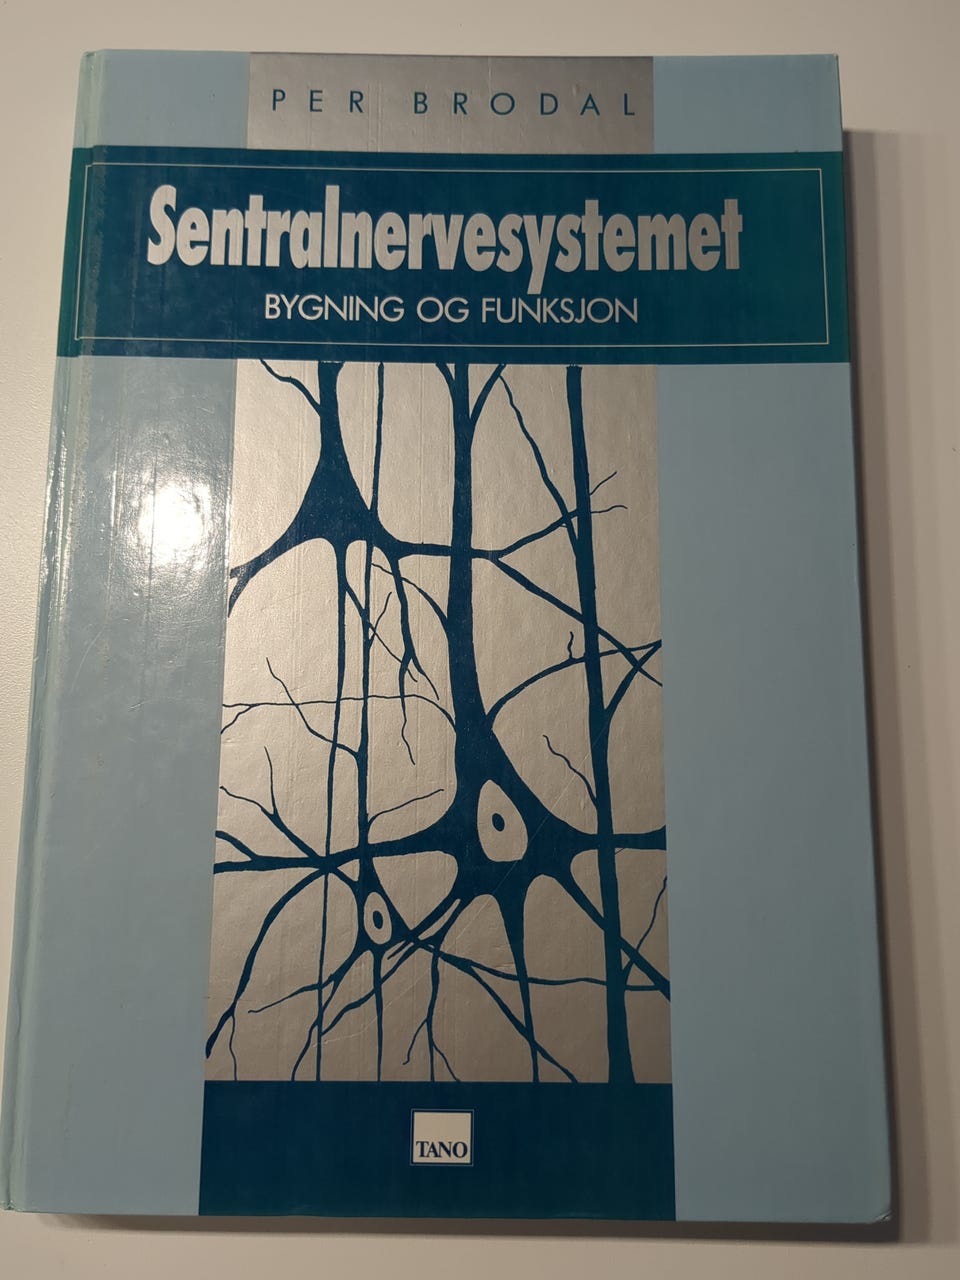 PER BRODAL
Sentralnervesystemet
BYGNING OG FUNKSJON
TANO